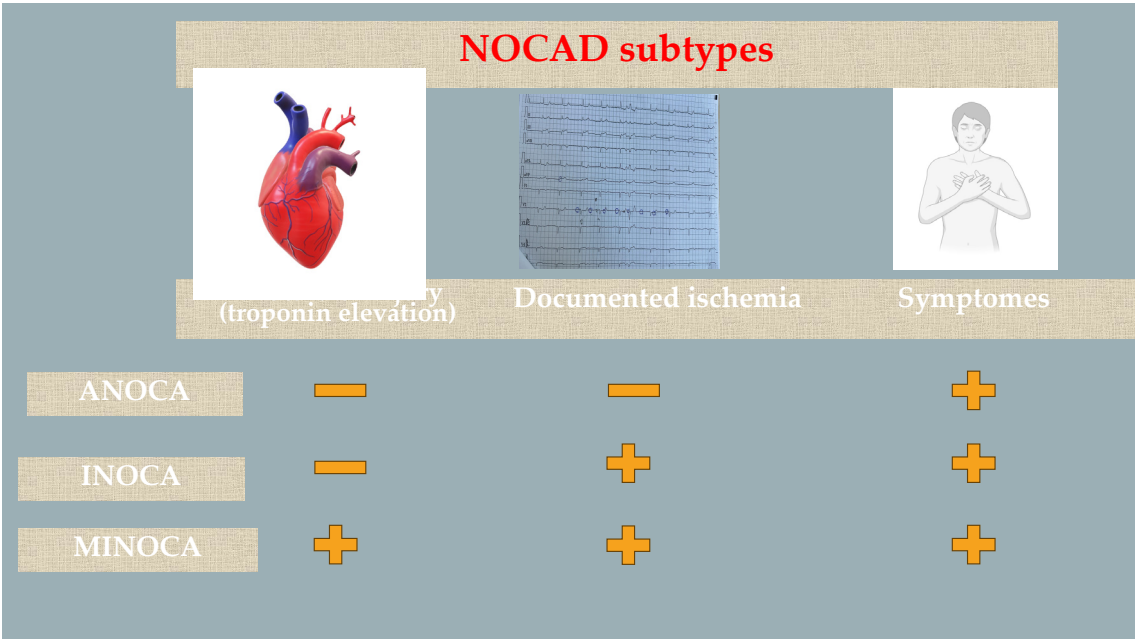 NOCAD subtypes
(troponin elevation)
Documented ischemia
Symptomes
ANOCA
INOCA
MINOCA